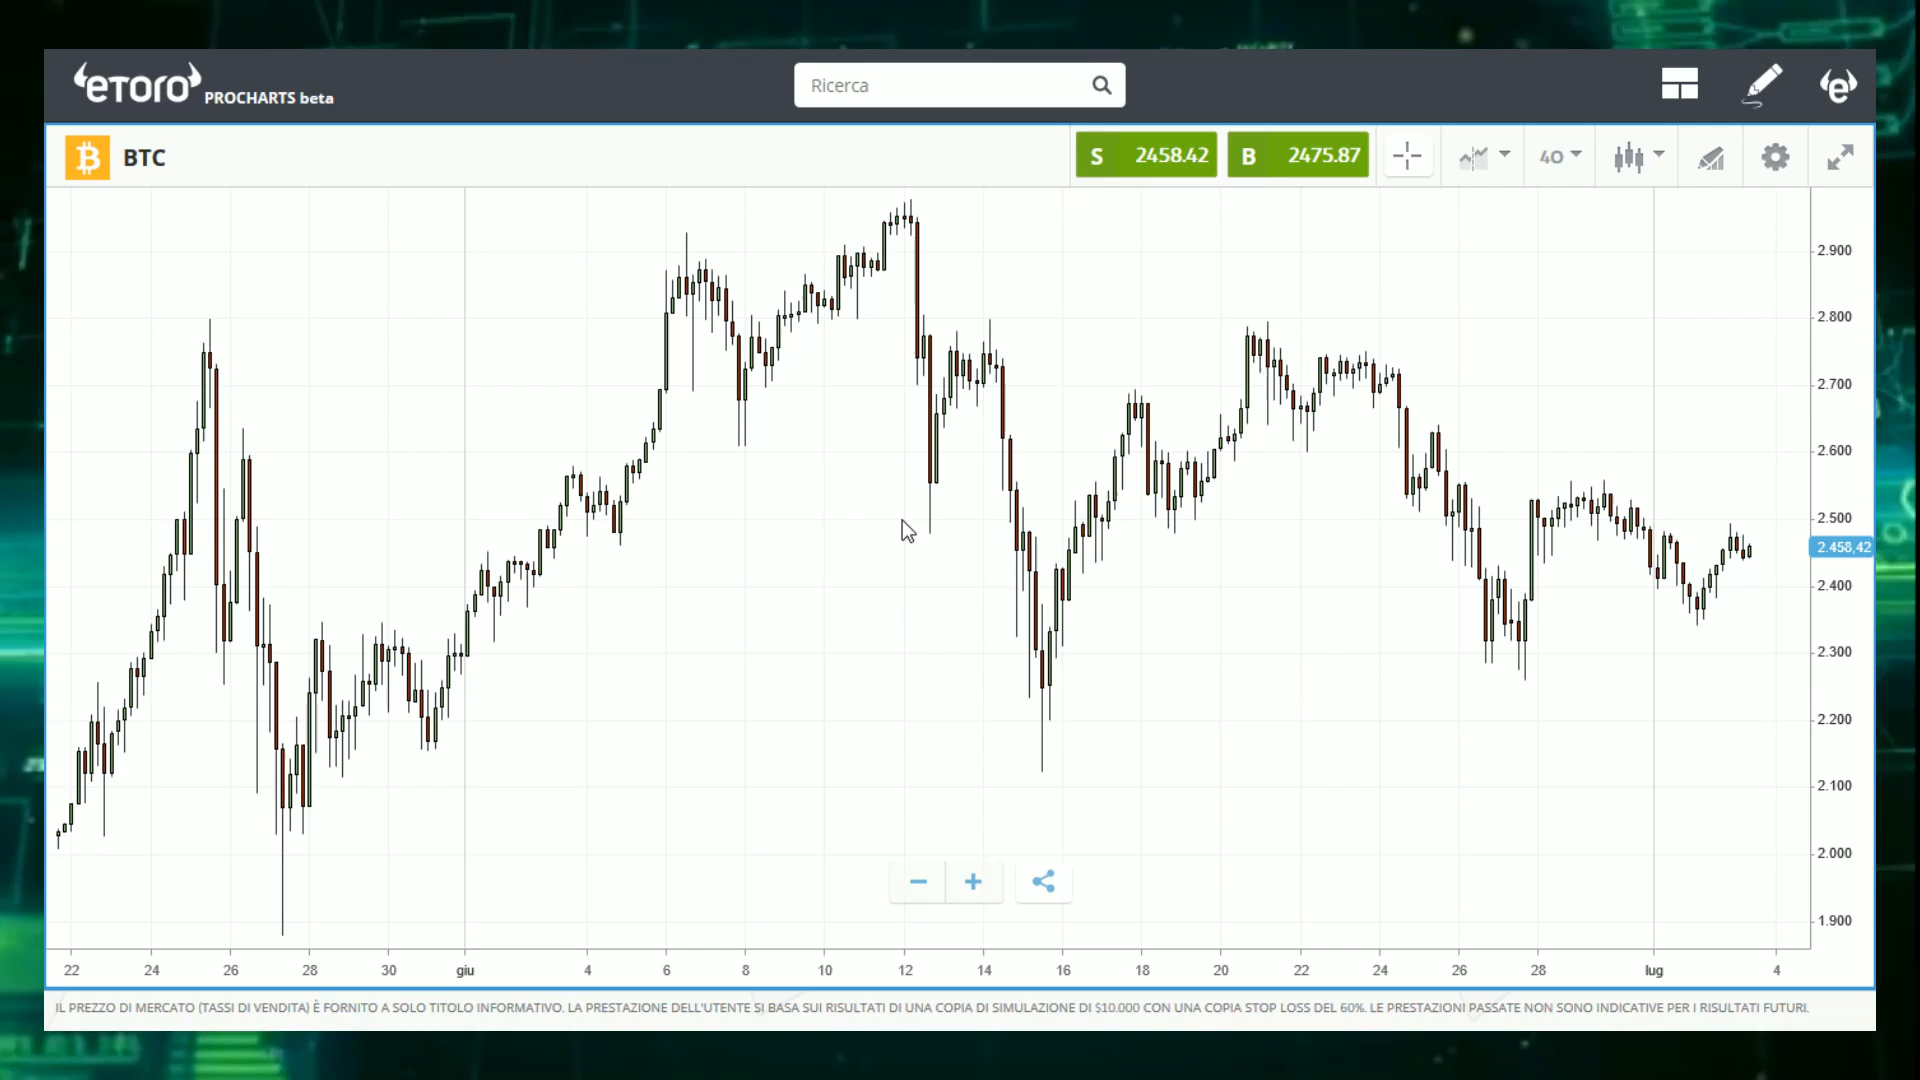 eToro PROCHARTS beta
Ricerca
BTC
S 2458.42
B 2475.87
4O
2.900
2.800
2.700
2.600
2.500
2.458,42
2.400
2.300
2.200
2.100
2.000
1.900
22 24 26 28 30 giu 4 6 8 10 12 14 16 18 20 22 24 26 28 lug 4
IL PREZZO DI MERCATO (TASSI DI VENDITA) È FORNITO A SOLO TITOLO INFORMATIVO. LA PRESTAZIONE DELL'UTENTE SI BASA SUI RISULTATI DI UNA COPIA DI SIMULAZIONE DI $10.000 CON UNA COPIA STOP LOSS DEL 60%. LE PRESTAZIONI PASSATE NON SONO INDICATIVE PER I RISULTATI FUTURI.